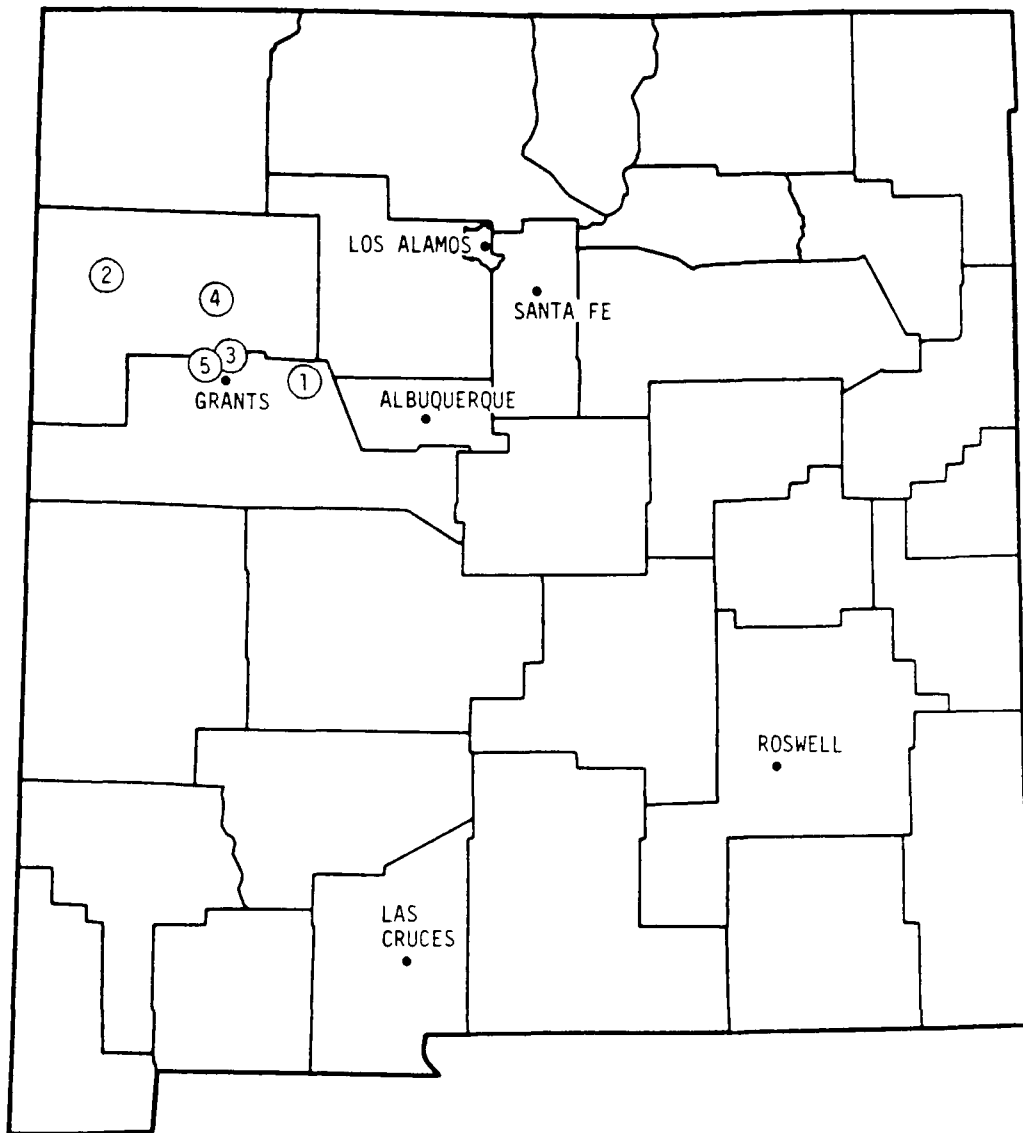 LOS ALAMOS
2
4
SANTA FE
3
5
1
GRANTS
ALBUQUERQUE
ROSWELL
LAS
CRUCES